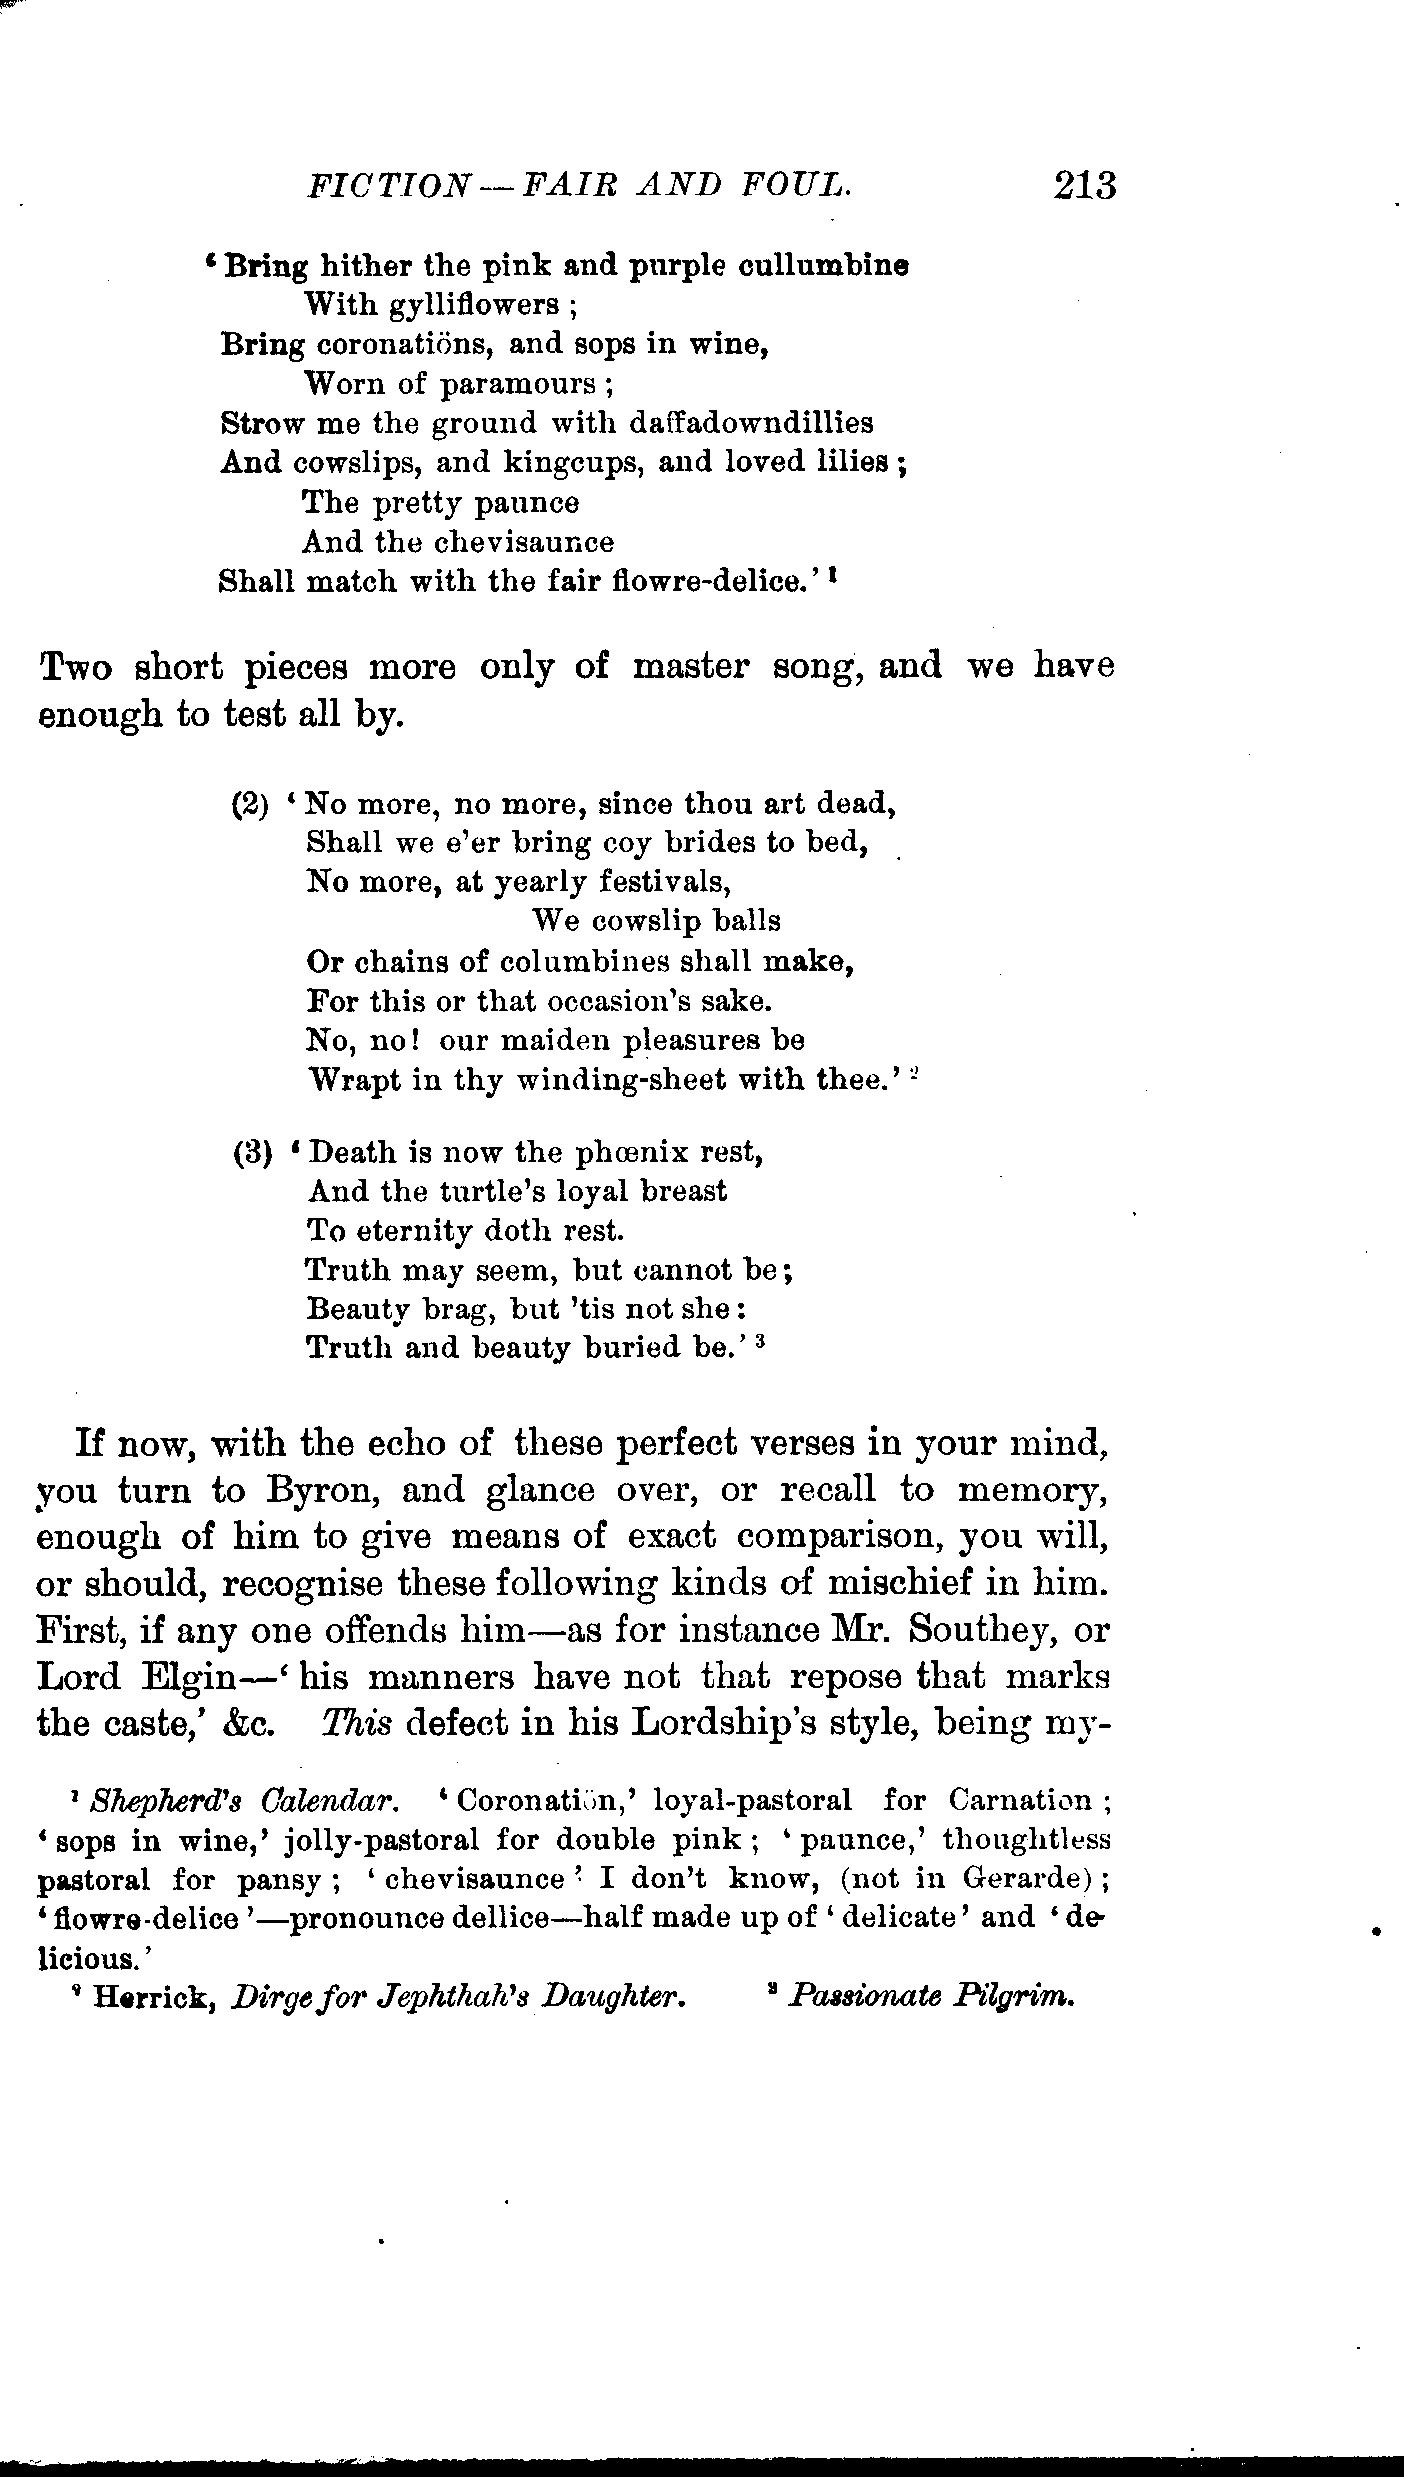 FICTION — FAIR AND FOUL. 213
‘Bring hither the pink and purple cullumbine
With gylliflowers ;
Bring coronatiöns, and sops in wine,
Worn of paramours ;
Strow me the ground with daffadowndillies
And cowslips, and kingcups, and loved lilies ;
The pretty paunce
And the chevisaunce
Shall match with the fair flowre-delice.’ ¹
Two short pieces more only of master song, and we have
enough to test all by.
(2) ‘No more, no more, since thou art dead,
Shall we e’er bring coy brides to bed,
No more, at yearly festivals,
We cowslip balls
Or chains of columbines shall make,
For this or that occasion’s sake.
No, no! our maiden pleasures be
Wrapt in thy winding-sheet with thee.’ ²
(3) ‘Death is now the phœnix rest,
And the turtle’s loyal breast
To eternity doth rest.
Truth may seem, but cannot be;
Beauty brag, but ’tis not she:
Truth and beauty buried be.’ ³
If now, with the echo of these perfect verses in your mind,
you turn to Byron, and glance over, or recall to memory,
enough of him to give means of exact comparison, you will,
or should, recognise these following kinds of mischief in him.
First, if any one offends him—as for instance Mr. Southey, or
Lord Elgin—‘his manners have not that repose that marks
the caste,’ &c. This defect in his Lordship’s style, being my-
¹ Shepherd’s Calendar. ‘Coronatiön,’ loyal-pastoral for Carnation ;
‘sops in wine,’ jolly-pastoral for double pink ; ‘paunce,’ thoughtless
pastoral for pansy ; ‘chevisaunce’ I don’t know, (not in Gerarde) ;
‘flowre-delice’—pronounce dellice—half made up of ‘delicate’ and ‘de-
licious.’
² Herrick, Dirge for Jephthah’s Daughter. ³ Passionate Pilgrim.